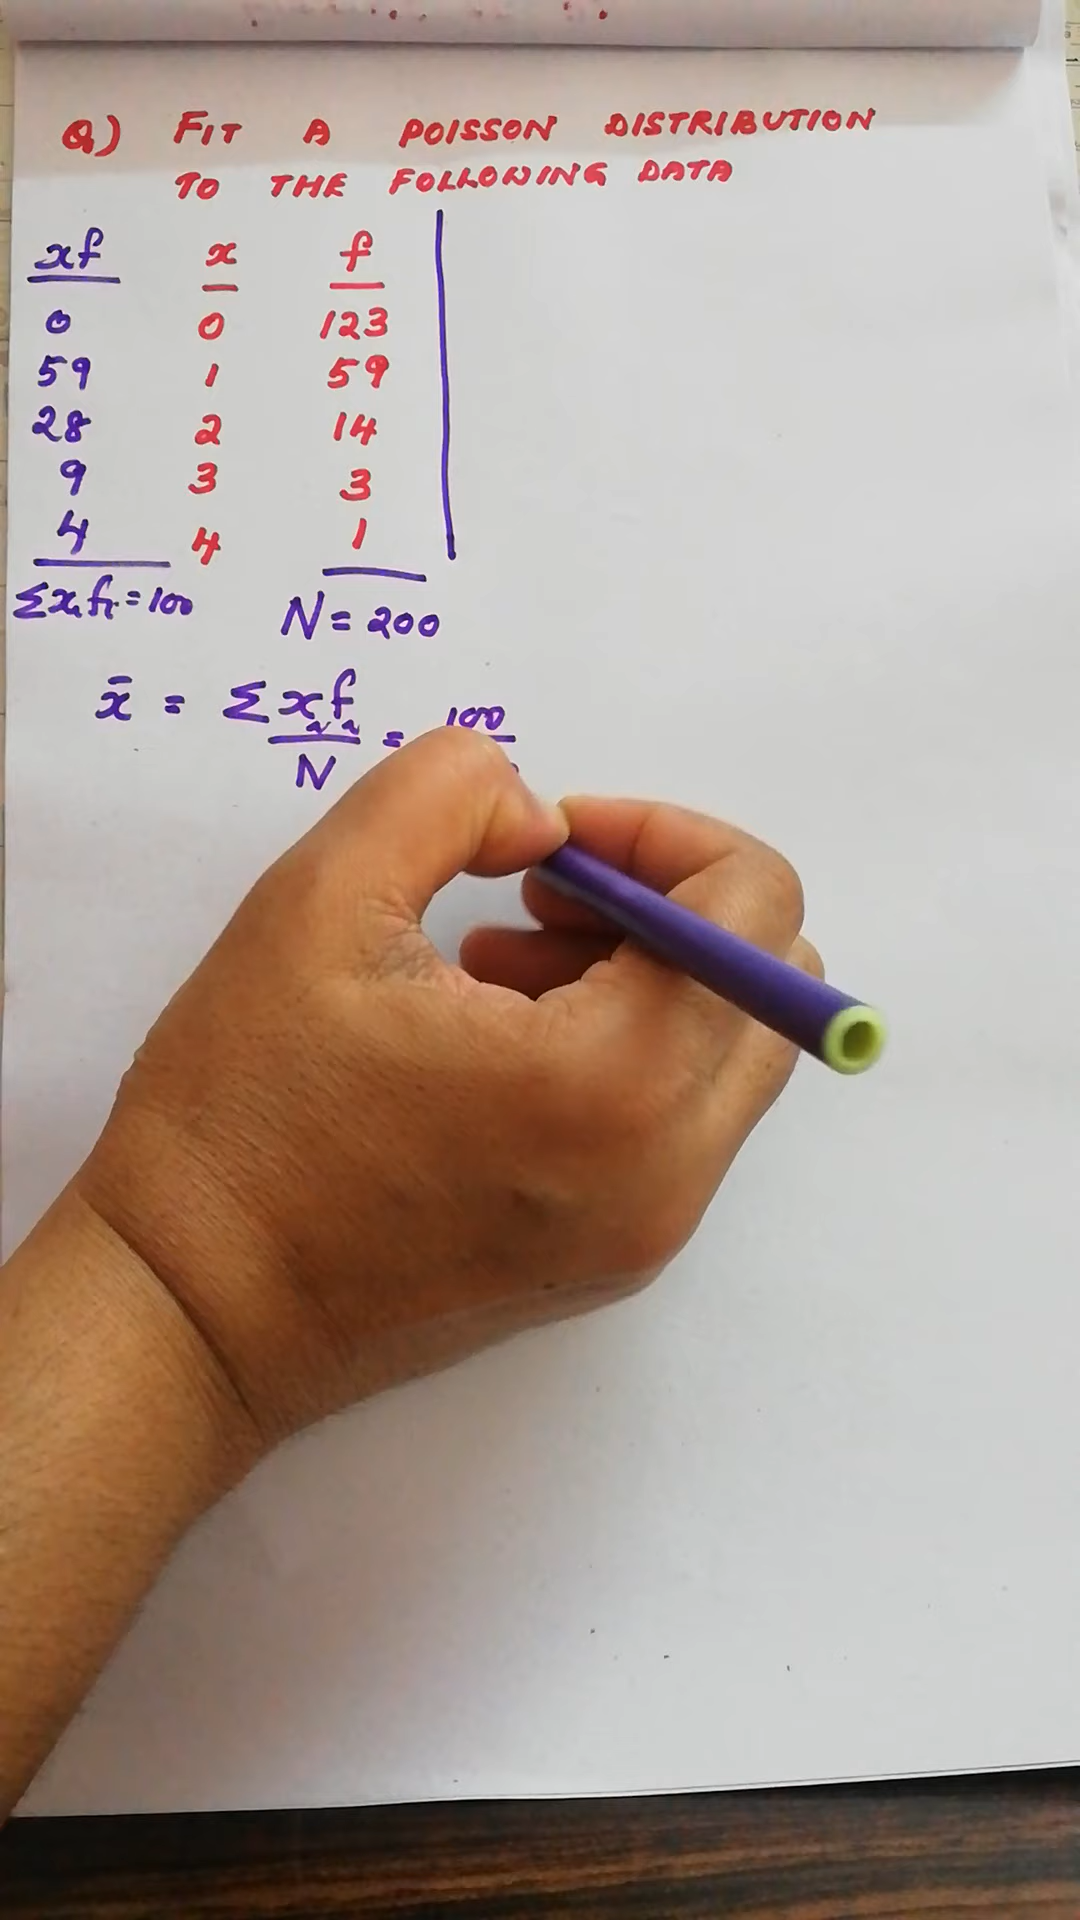 Q) FIT A POISSON DISTRIBUTION
TO THE FOLLOWING DATA
xf x f
0 0 123
59 1 59
28 2 14
9 3 3
4 4 1
Σxifi=100 N=200
x̄ = Σxf/N = 100